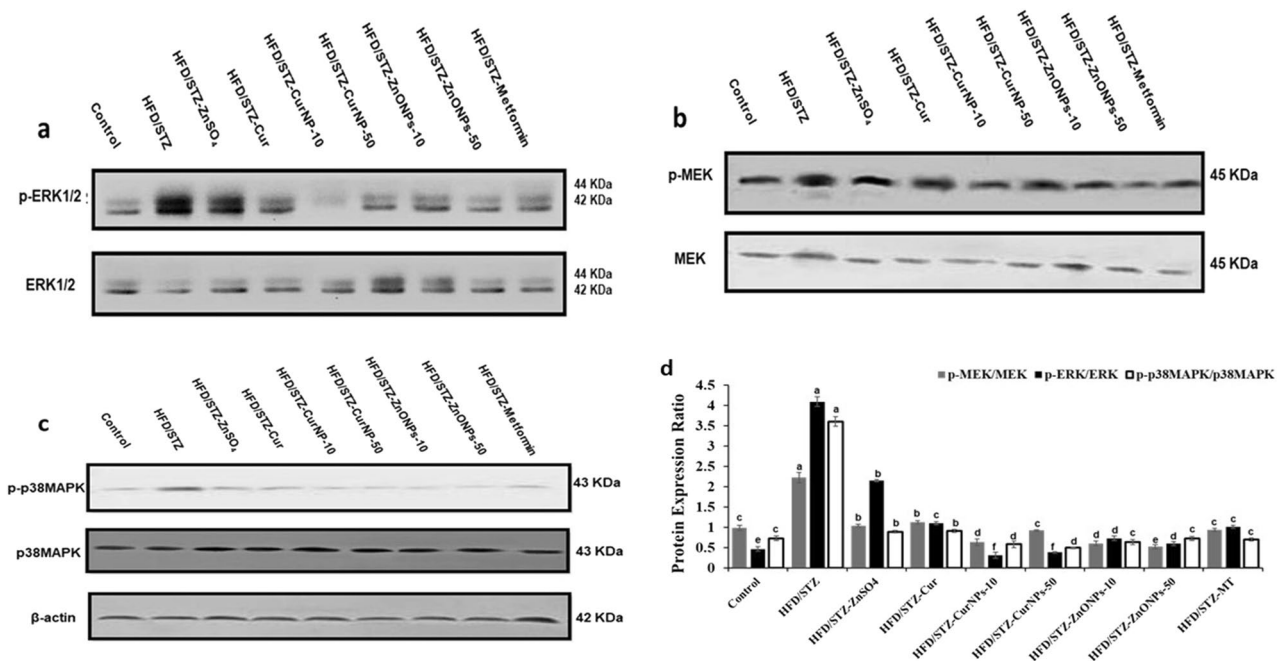 a
Control
HFD/STZ
HFD/STZ-ZnSO4
HFD/STZ-Cur
HFD/STZ-CurNP-10
HFD/STZ-CurNP-50
HFD/STZ-ZnONPs-10
HFD/STZ-ZnONPs-50
HFD/STZ-Metformin
p-ERK1/2
44 KDa
42 KDa
ERK1/2
44 KDa
42 KDa
b
Control
HFD/STZ
HFD/STZ-ZnSO4
HFD/STZ-Cur
HFD/STZ-CurNP-10
HFD/STZ-CurNP-50
HFD/STZ-ZnONPs-10
HFD/STZ-ZnONPs-50
HFD/STZ-Metformin
p-MEK
45 KDa
MEK
45 KDa
c
Control
HFD/STZ
HFD/STZ-ZnSO4
HFD/STZ-Cur
HFD/STZ-CurNP-10
HFD/STZ-CurNP-50
HFD/STZ-ZnONPs-10
HFD/STZ-ZnONPs-50
HFD/STZ-Metformin
p-p38MAPK
43 KDa
p38MAPK
43 KDa
β-actin
42 KDa
d
p-MEK/MEK p-ERK/ERK p-p38MAPK/p38MAPK
Protein Expression Ratio
4.5
4
3.5
3
2.5
2
1.5
1
0.5
0
c e c
a a a
b b b
b c b
d f d
c f d
d d c
e d c
c c c
Control
HFD/STZ
HFD/STZ-ZnSO4
HFD/STZ-Cur
HFD/STZ-CurNPs-10
HFD/STZ-CurNPs-50
HFD/STZ-ZnONPs-10
HFD/STZ-ZnONPs-50
HFD/STZ-MT